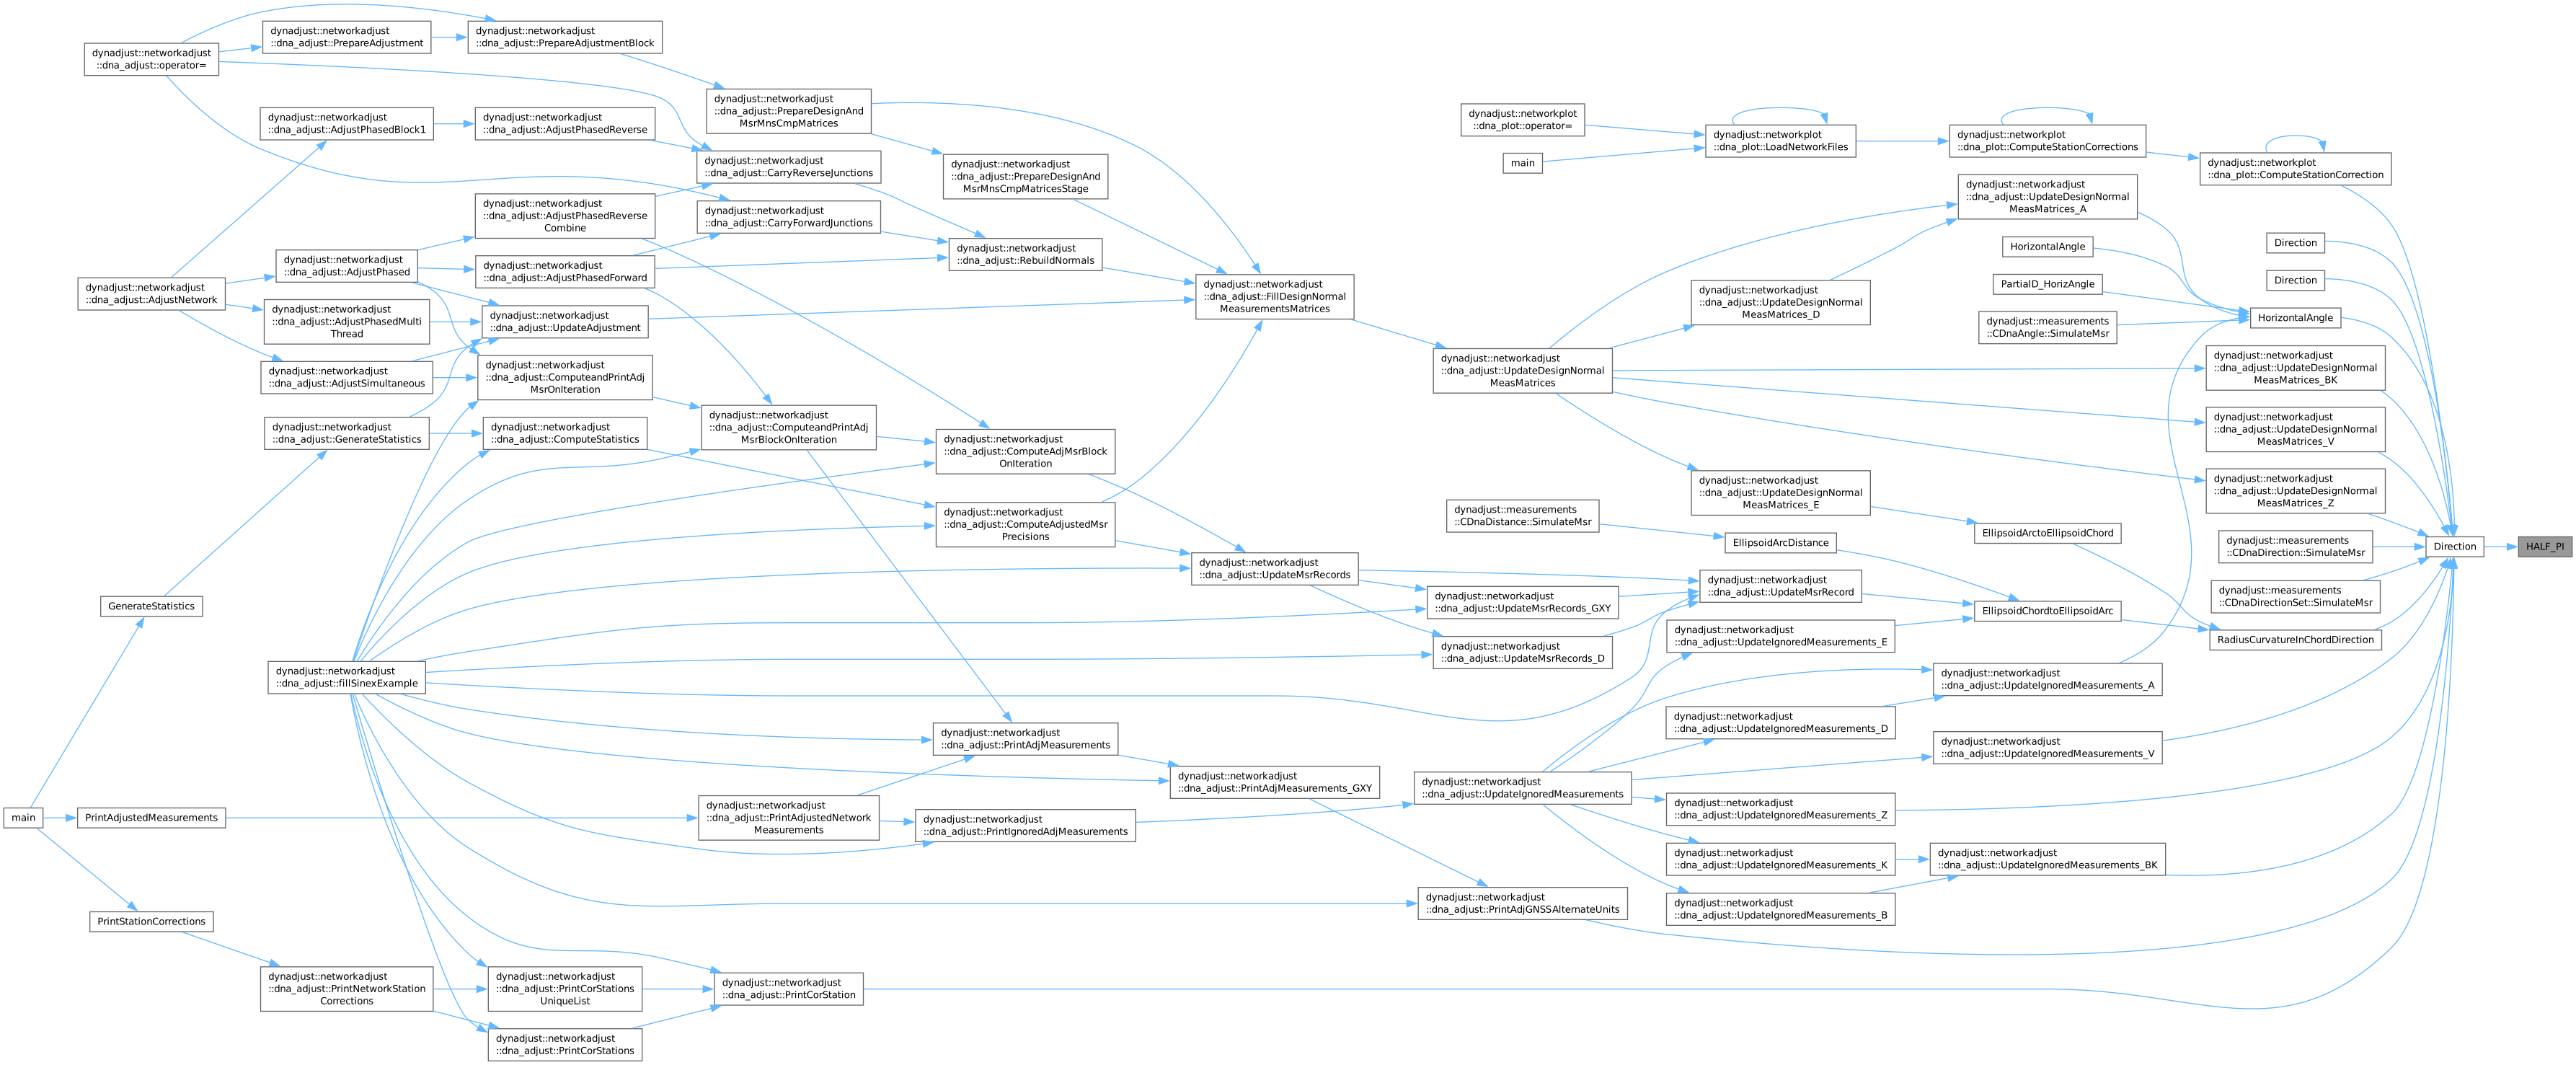 dynadjust::networkadjust
::dna_adjust::operator=
dynadjust::networkadjust
::dna_adjust::PrepareAdjustment
dynadjust::networkadjust
::dna_adjust::PrepareAdjustmentBlock
dynadjust::networkadjust
::dna_adjust::AdjustPhasedBlock1
dynadjust::networkadjust
::dna_adjust::AdjustPhasedReverse
dynadjust::networkadjust
::dna_adjust::PrepareDesignAnd
MsrMnsCmpMatrices
dynadjust::networkadjust
::dna_adjust::CarryReverseJunctions
dynadjust::networkadjust
::dna_adjust::PrepareDesignAnd
MsrMnsCmpMatricesStage
dynadjust::networkadjust
::dna_adjust::AdjustPhasedReverse
Combine
dynadjust::networkadjust
::dna_adjust::CarryForwardJunctions
dynadjust::networkadjust
::dna_adjust::AdjustNetwork
dynadjust::networkadjust
::dna_adjust::AdjustPhased
dynadjust::networkadjust
::dna_adjust::AdjustPhasedForward
dynadjust::networkadjust
::dna_adjust::RebuildNormals
dynadjust::networkadjust
::dna_adjust::AdjustPhasedMulti
Thread
dynadjust::networkadjust
::dna_adjust::UpdateAdjustment
dynadjust::networkadjust
::dna_adjust::FillDesignNormal
MeasurementsMatrices
dynadjust::networkadjust
::dna_adjust::AdjustSimultaneous
dynadjust::networkadjust
::dna_adjust::ComputeandPrintAdj
MsrOnIteration
dynadjust::networkadjust
::dna_adjust::GenerateStatistics
dynadjust::networkadjust
::dna_adjust::ComputeStatistics
dynadjust::networkadjust
::dna_adjust::ComputeandPrintAdj
MsrBlockOnIteration
dynadjust::networkadjust
::dna_adjust::ComputeAdjMsrBlock
OnIteration
dynadjust::networkadjust
::dna_adjust::ComputeAdjustedMsr
Precisions
dynadjust::networkplot
::dna_plot::operator=
main
dynadjust::networkplot
::dna_plot::LoadNetworkFiles
dynadjust::networkplot
::dna_plot::ComputeStationCorrections
dynadjust::networkplot
::dna_plot::ComputeStationCorrection
dynadjust::networkadjust
::dna_adjust::UpdateDesignNormal
MeasMatrices_A
HorizontalAngle
Direction
PartialD_HorizAngle
Direction
dynadjust::networkadjust
::dna_adjust::UpdateDesignNormal
MeasMatrices_D
dynadjust::measurements
::CDnaAngle::SimulateMsr
HorizontalAngle
dynadjust::networkadjust
::dna_adjust::UpdateDesignNormal
MeasMatrices
dynadjust::networkadjust
::dna_adjust::UpdateDesignNormal
MeasMatrices_BK
dynadjust::networkadjust
::dna_adjust::UpdateDesignNormal
MeasMatrices_V
dynadjust::networkadjust
::dna_adjust::UpdateDesignNormal
MeasMatrices_E
dynadjust::networkadjust
::dna_adjust::UpdateDesignNormal
MeasMatrices_Z
dynadjust::measurements
::CDnaDistance::SimulateMsr
EllipsoidArcDistance
EllipsoidArctoEllipsoidChord
dynadjust::measurements
::CDnaDirection::SimulateMsr
Direction
HALF_PI
dynadjust::networkadjust
::dna_adjust::UpdateMsrRecords
dynadjust::networkadjust
::dna_adjust::UpdateMsrRecord
dynadjust::measurements
::CDnaDirectionSet::SimulateMsr
dynadjust::networkadjust
::dna_adjust::UpdateMsrRecords_GXY
EllipsoidChordtoEllipsoidArc
GenerateStatistics
dynadjust::networkadjust
::dna_adjust::UpdateIgnoredMeasurements_E
RadiusCurvatureInChordDirection
dynadjust::networkadjust
::dna_adjust::UpdateMsrRecords_D
dynadjust::networkadjust
::dna_adjust::fillSinexExample
dynadjust::networkadjust
::dna_adjust::UpdateIgnoredMeasurements_A
dynadjust::networkadjust
::dna_adjust::UpdateIgnoredMeasurements_D
dynadjust::networkadjust
::dna_adjust::PrintAdjMeasurements
dynadjust::networkadjust
::dna_adjust::UpdateIgnoredMeasurements_V
dynadjust::networkadjust
::dna_adjust::PrintAdjMeasurements_GXY
dynadjust::networkadjust
::dna_adjust::UpdateIgnoredMeasurements
main
PrintAdjustedMeasurements
dynadjust::networkadjust
::dna_adjust::PrintAdjustedNetwork
Measurements
dynadjust::networkadjust
::dna_adjust::PrintIgnoredAdjMeasurements
dynadjust::networkadjust
::dna_adjust::UpdateIgnoredMeasurements_Z
dynadjust::networkadjust
::dna_adjust::UpdateIgnoredMeasurements_K
dynadjust::networkadjust
::dna_adjust::UpdateIgnoredMeasurements_BK
dynadjust::networkadjust
::dna_adjust::PrintAdjGNSSAlternateUnits
dynadjust::networkadjust
::dna_adjust::UpdateIgnoredMeasurements_B
PrintStationCorrections
dynadjust::networkadjust
::dna_adjust::PrintNetworkStation
Corrections
dynadjust::networkadjust
::dna_adjust::PrintCorStations
UniqueList
dynadjust::networkadjust
::dna_adjust::PrintCorStation
dynadjust::networkadjust
::dna_adjust::PrintCorStations